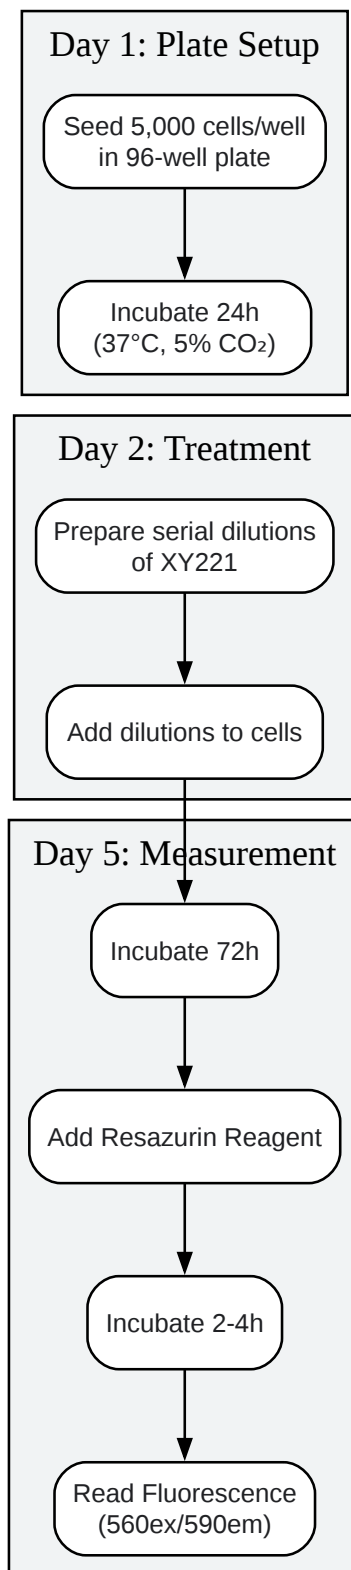 Day 1: Plate Setup
Seed 5,000 cells/well
in 96-well plate
Incubate 24h
(37°C, 5% CO₂)
Day 2: Treatment
Prepare serial dilutions
of XY221
Add dilutions to cells
Day 5: Measurement
Incubate 72h
Add Resazurin Reagent
Incubate 2-4h
Read Fluorescence
(560ex/590em)